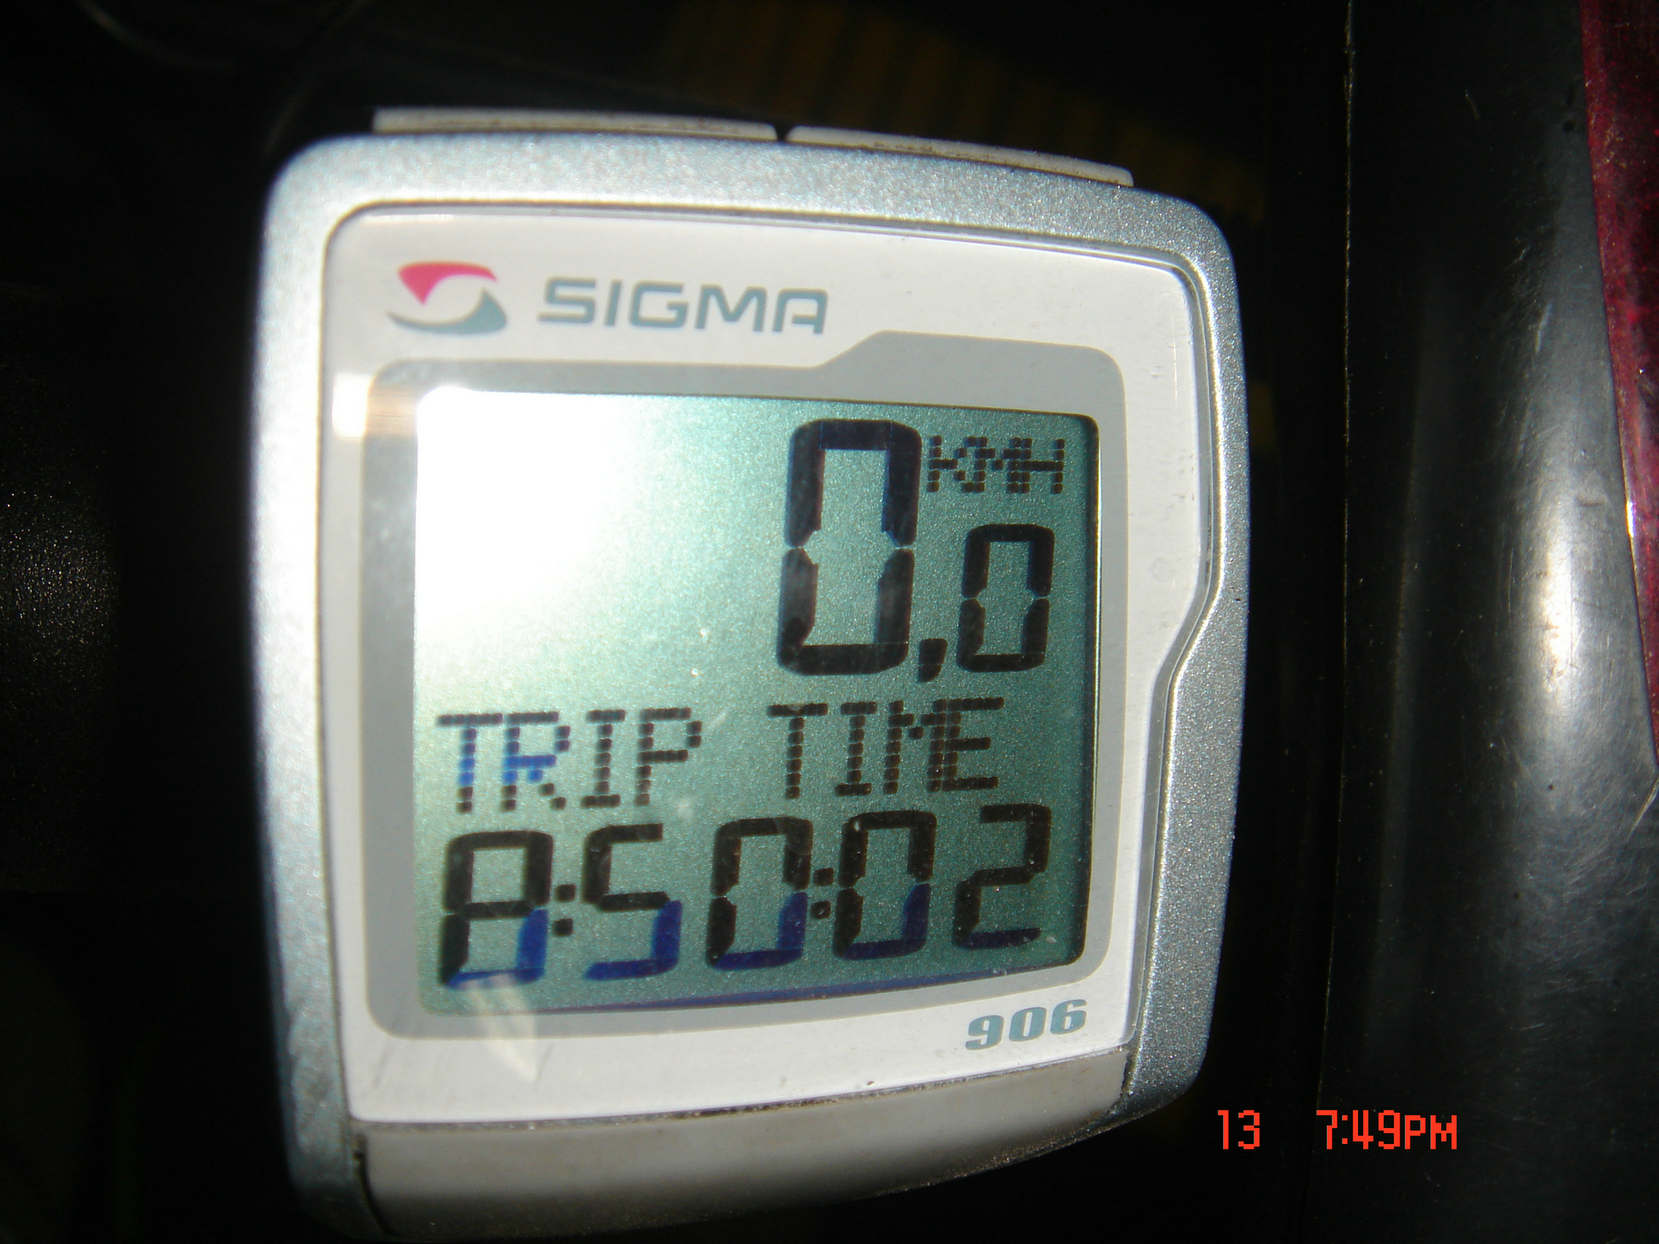 SIGMA
KMH
0,0
TRIP TIME
8:50:02
906
13 7:49PM